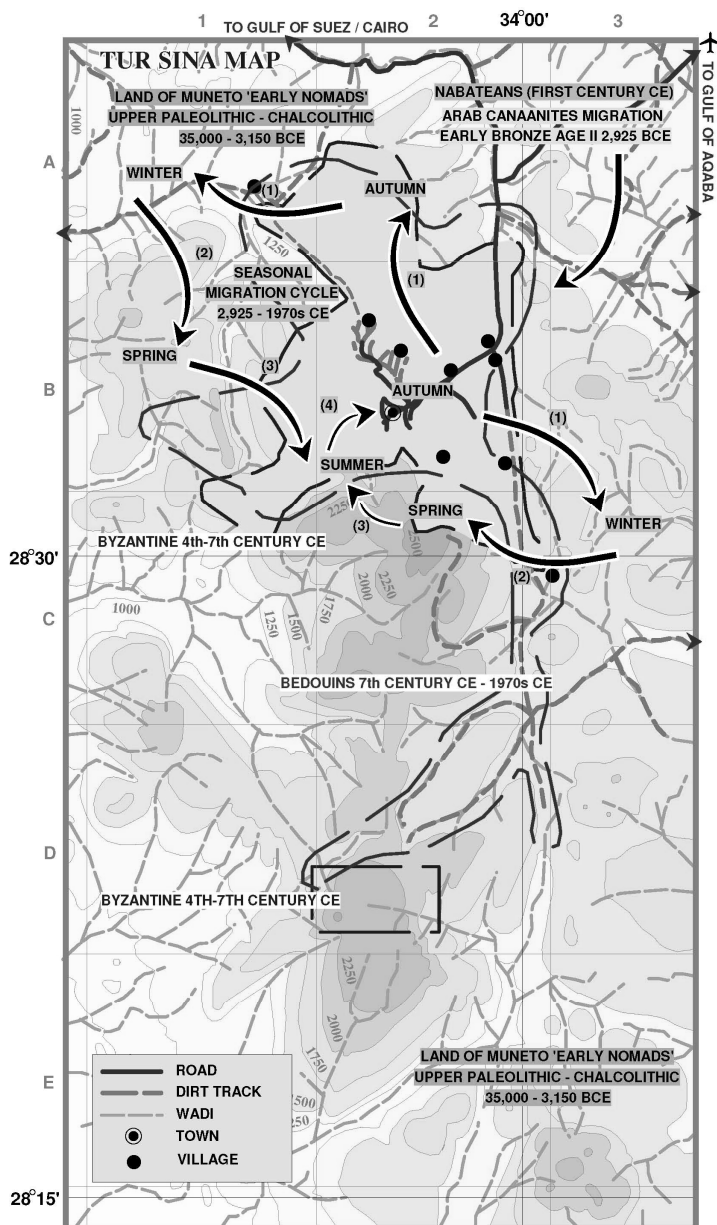 1
TO GULF OF SUEZ / CAIRO
2
34°00'
3
TUR SINA MAP
TO GULF OF AQABA
LAND OF MUNETO 'EARLY NOMADS'
UPPER PALEOLITHIC - CHALCOLITHIC
35,000 - 3,150 BCE
NABATEANS (FIRST CENTURY CE)
ARAB CANAANITES MIGRATION
EARLY BRONZE AGE II 2,925 BCE
1000
A
WINTER
(1)
AUTUMN
(2)
1250
SEASONAL
MIGRATION CYCLE
2,925 - 1970s CE
(1)
SPRING
(3)
B
AUTUMN
(4)
(1)
SUMMER
2250
SPRING
(3)
WINTER
BYZANTINE 4th-7th CENTURY CE
2500
28°30'
(2)
2250
2000
1750
1500
1250
1000
C
BEDOUINS 7th CENTURY CE - 1970s CE
D
BYZANTINE 4TH-7TH CENTURY CE
2250
2000
1750
1500
LAND OF MUNETO 'EARLY NOMADS'
UPPER PALEOLITHIC - CHALCOLITHIC
35,000 - 3,150 BCE
E
ROAD
DIRT TRACK
WADI
TOWN
VILLAGE
28°15'